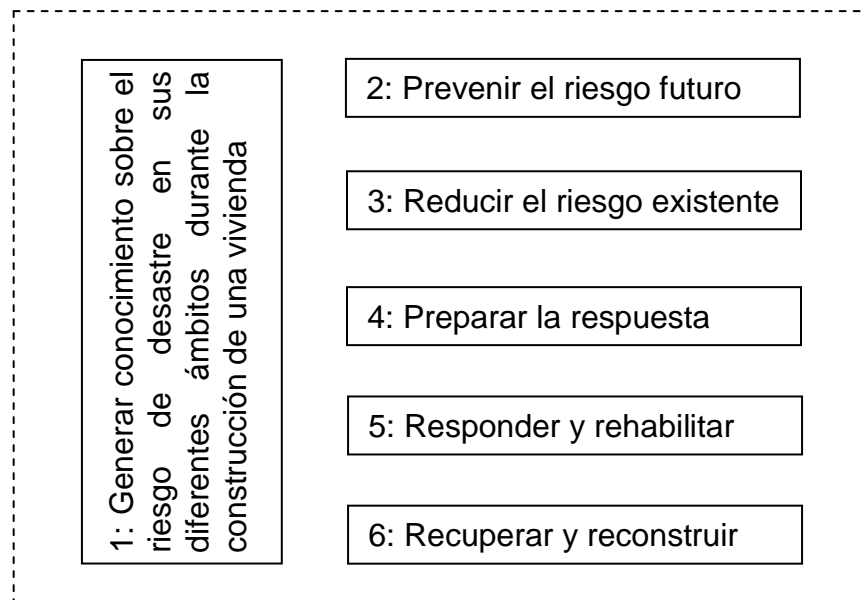 1: Generar conocimiento sobre el
riesgo de desastre en sus
diferentes ámbitos durante la
construcción de una vivienda
2: Prevenir el riesgo futuro
3: Reducir el riesgo existente
4: Preparar la respuesta
5: Responder y rehabilitar
6: Recuperar y reconstruir